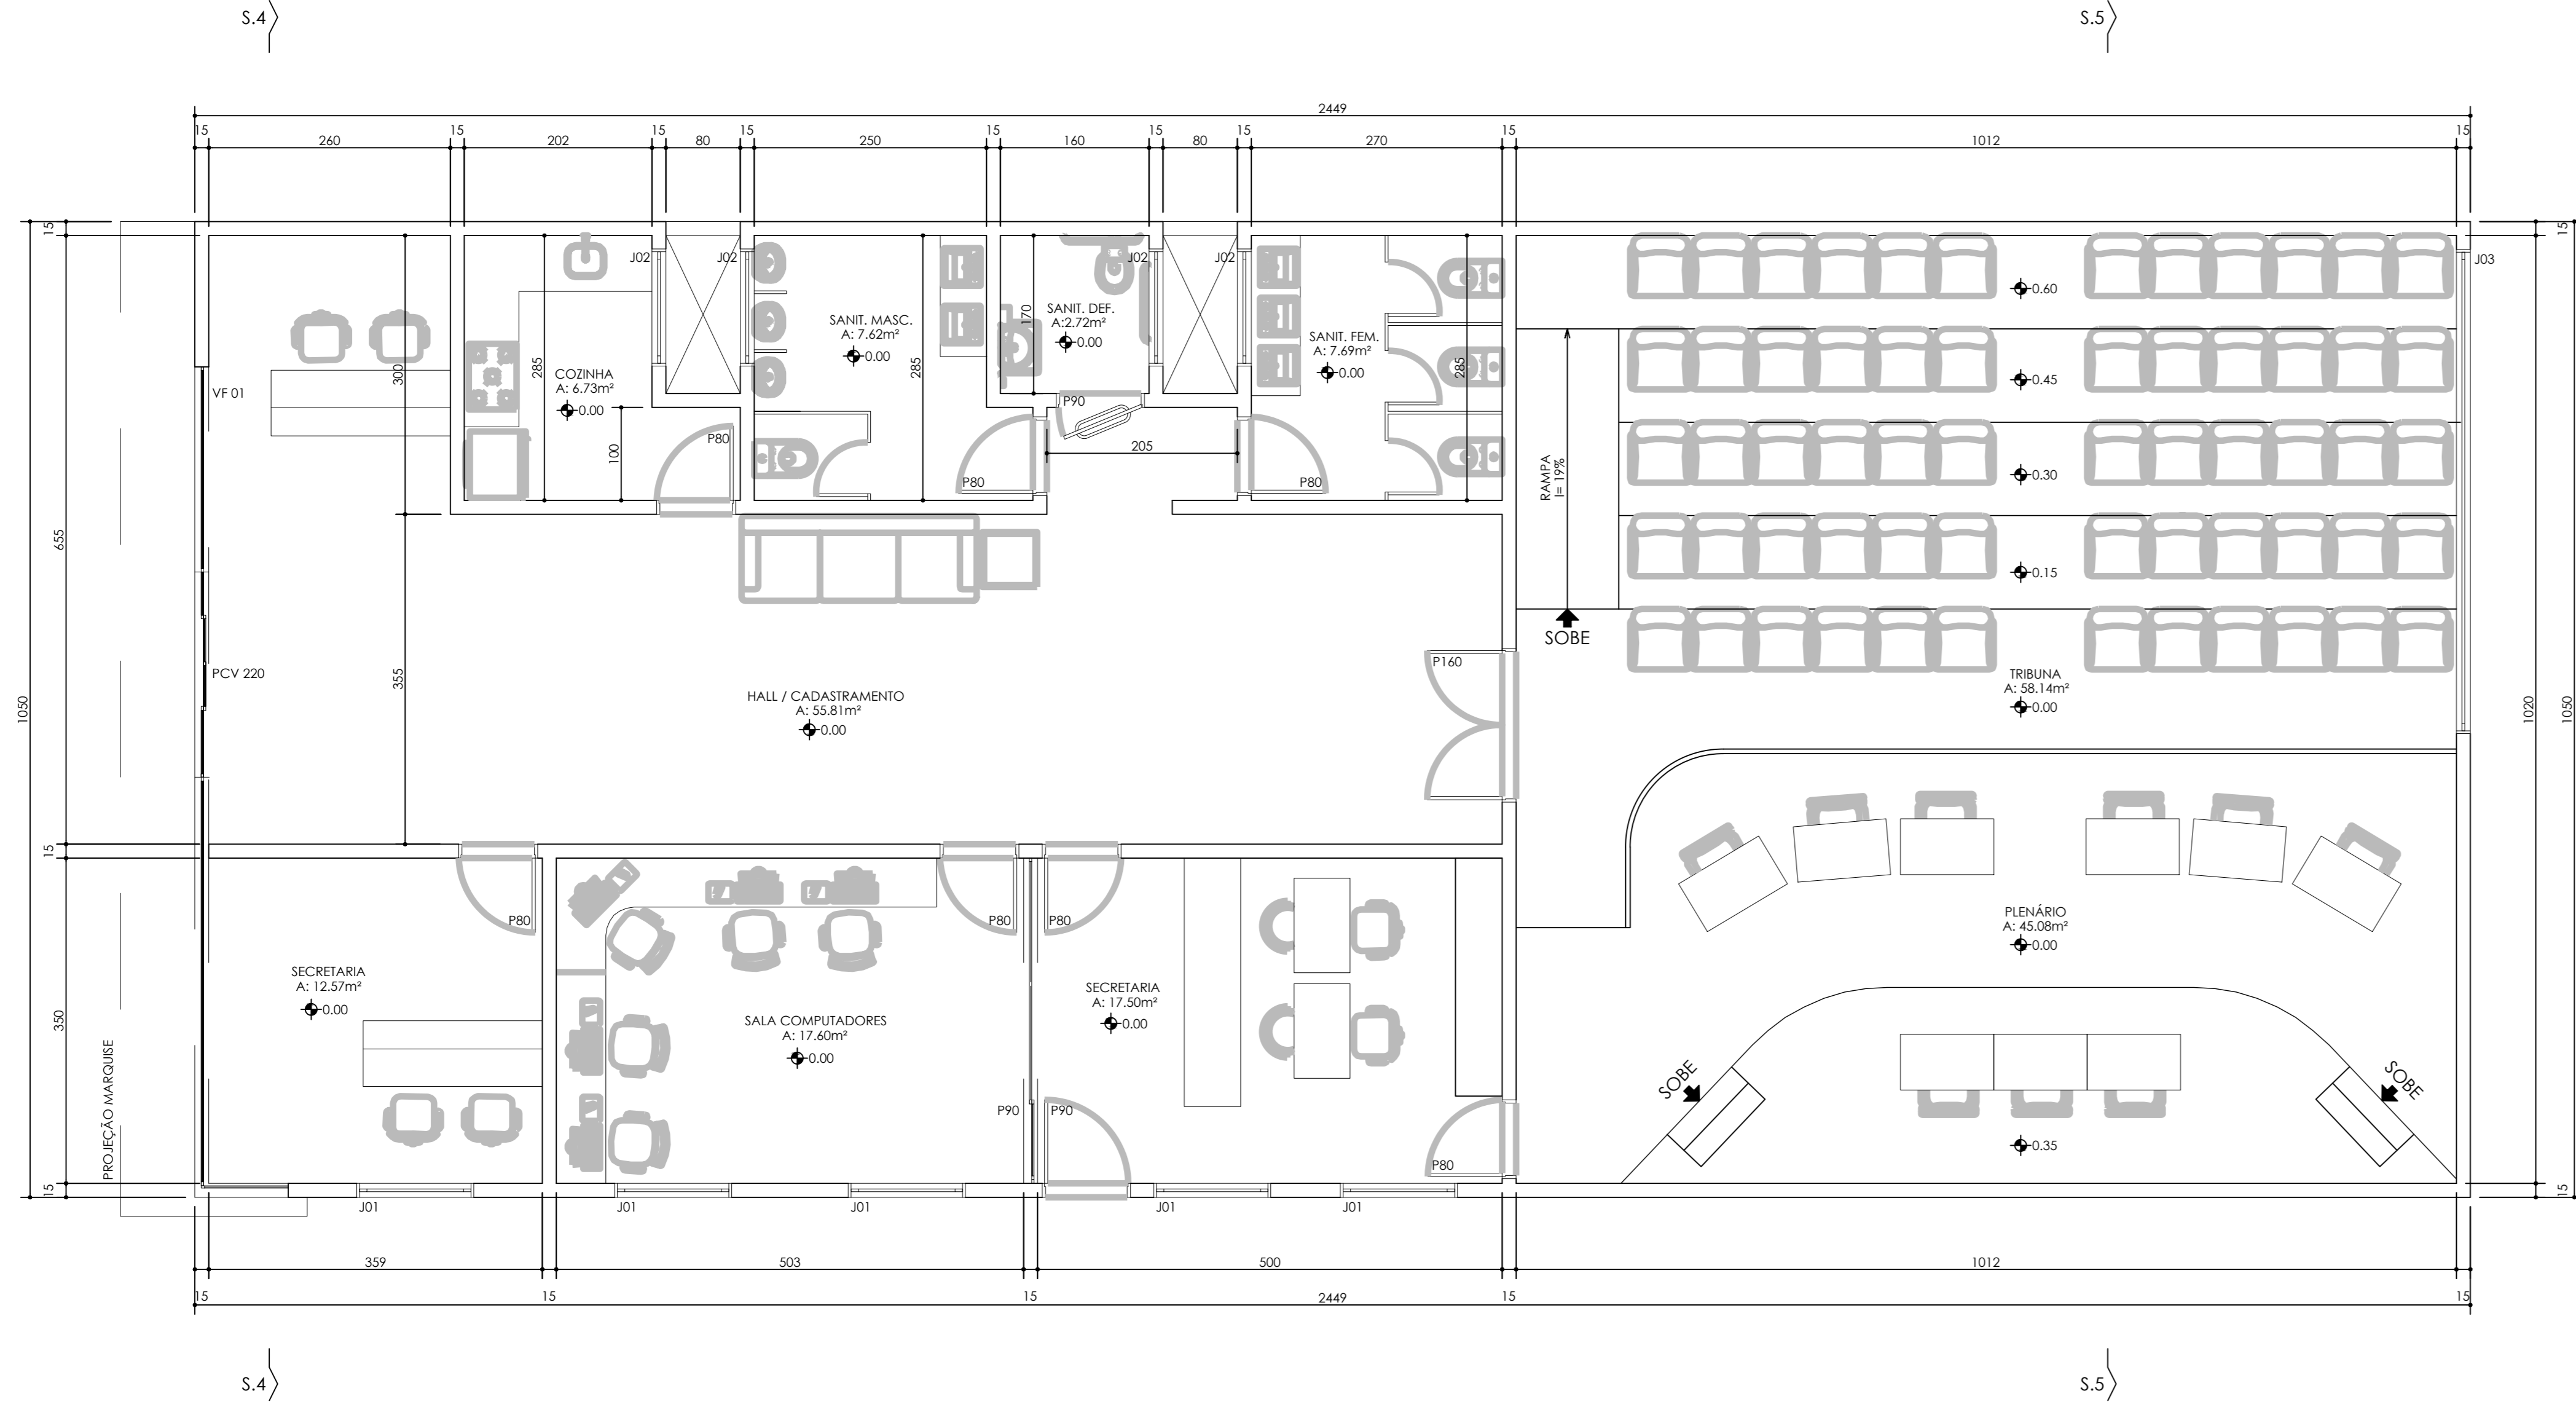 S.4
S.5
2449
15
15
15
15
15
15
15
15
15
260
202
80
250
160
80
270
1012
15
15
J02
J02
J02
J02
J03
SANIT. MASC.
A: 7.62m²
0.00
SANIT. DEF.
A:2.72m²
0.00
170
SANIT. FEM.
A: 7.69m²
0.00
0.60
300
285
COZINHA
A: 6.73m²
0.00
285
285
0.45
VF 01
P90
P80
100
205
P80
P80
RAMPA
I= 19%
0.30
655
0.15
SOBE
PCV 220
355
P160
HALL / CADASTRAMENTO
A: 55.81m²
0.00
TRIBUNA
A: 58.14m²
0.00
1050
1020
1050
15
P80
P80
P80
PLENÁRIO
A: 45.08m²
0.00
SECRETARIA
A: 12.57m²
0.00
SECRETARIA
A: 17.50m²
0.00
SALA COMPUTADORES
A: 17.60m²
0.00
350
PROJEÇÃO MARQUISE
P90
P90
SOBE
SOBE
0.35
P80
15
15
J01
J01
J01
J01
J01
359
503
500
1012
15
15
15
2449
15
15
S.4
S.5